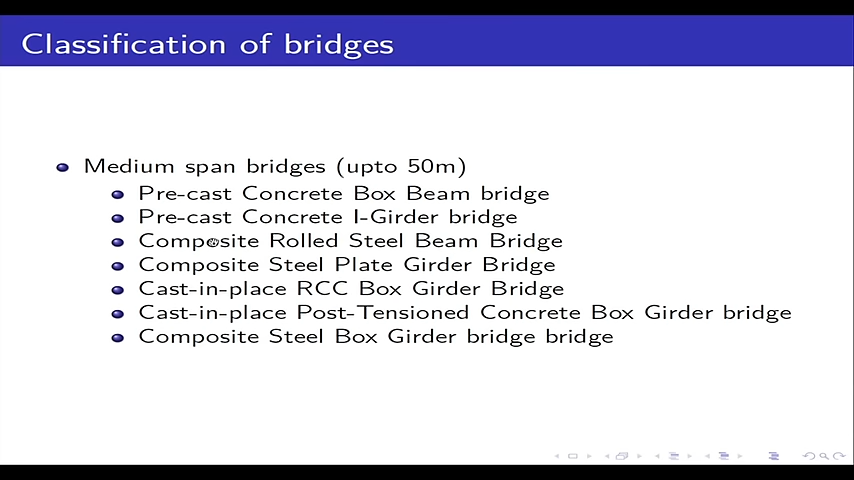 Classification of bridges
Medium span bridges (upto 50m)
Pre-cast Concrete Box Beam bridge
Pre-cast Concrete I-Girder bridge
Composite Rolled Steel Beam Bridge
Composite Steel Plate Girder Bridge
Cast-in-place RCC Box Girder Bridge
Cast-in-place Post-Tensioned Concrete Box Girder bridge
Composite Steel Box Girder bridge bridge